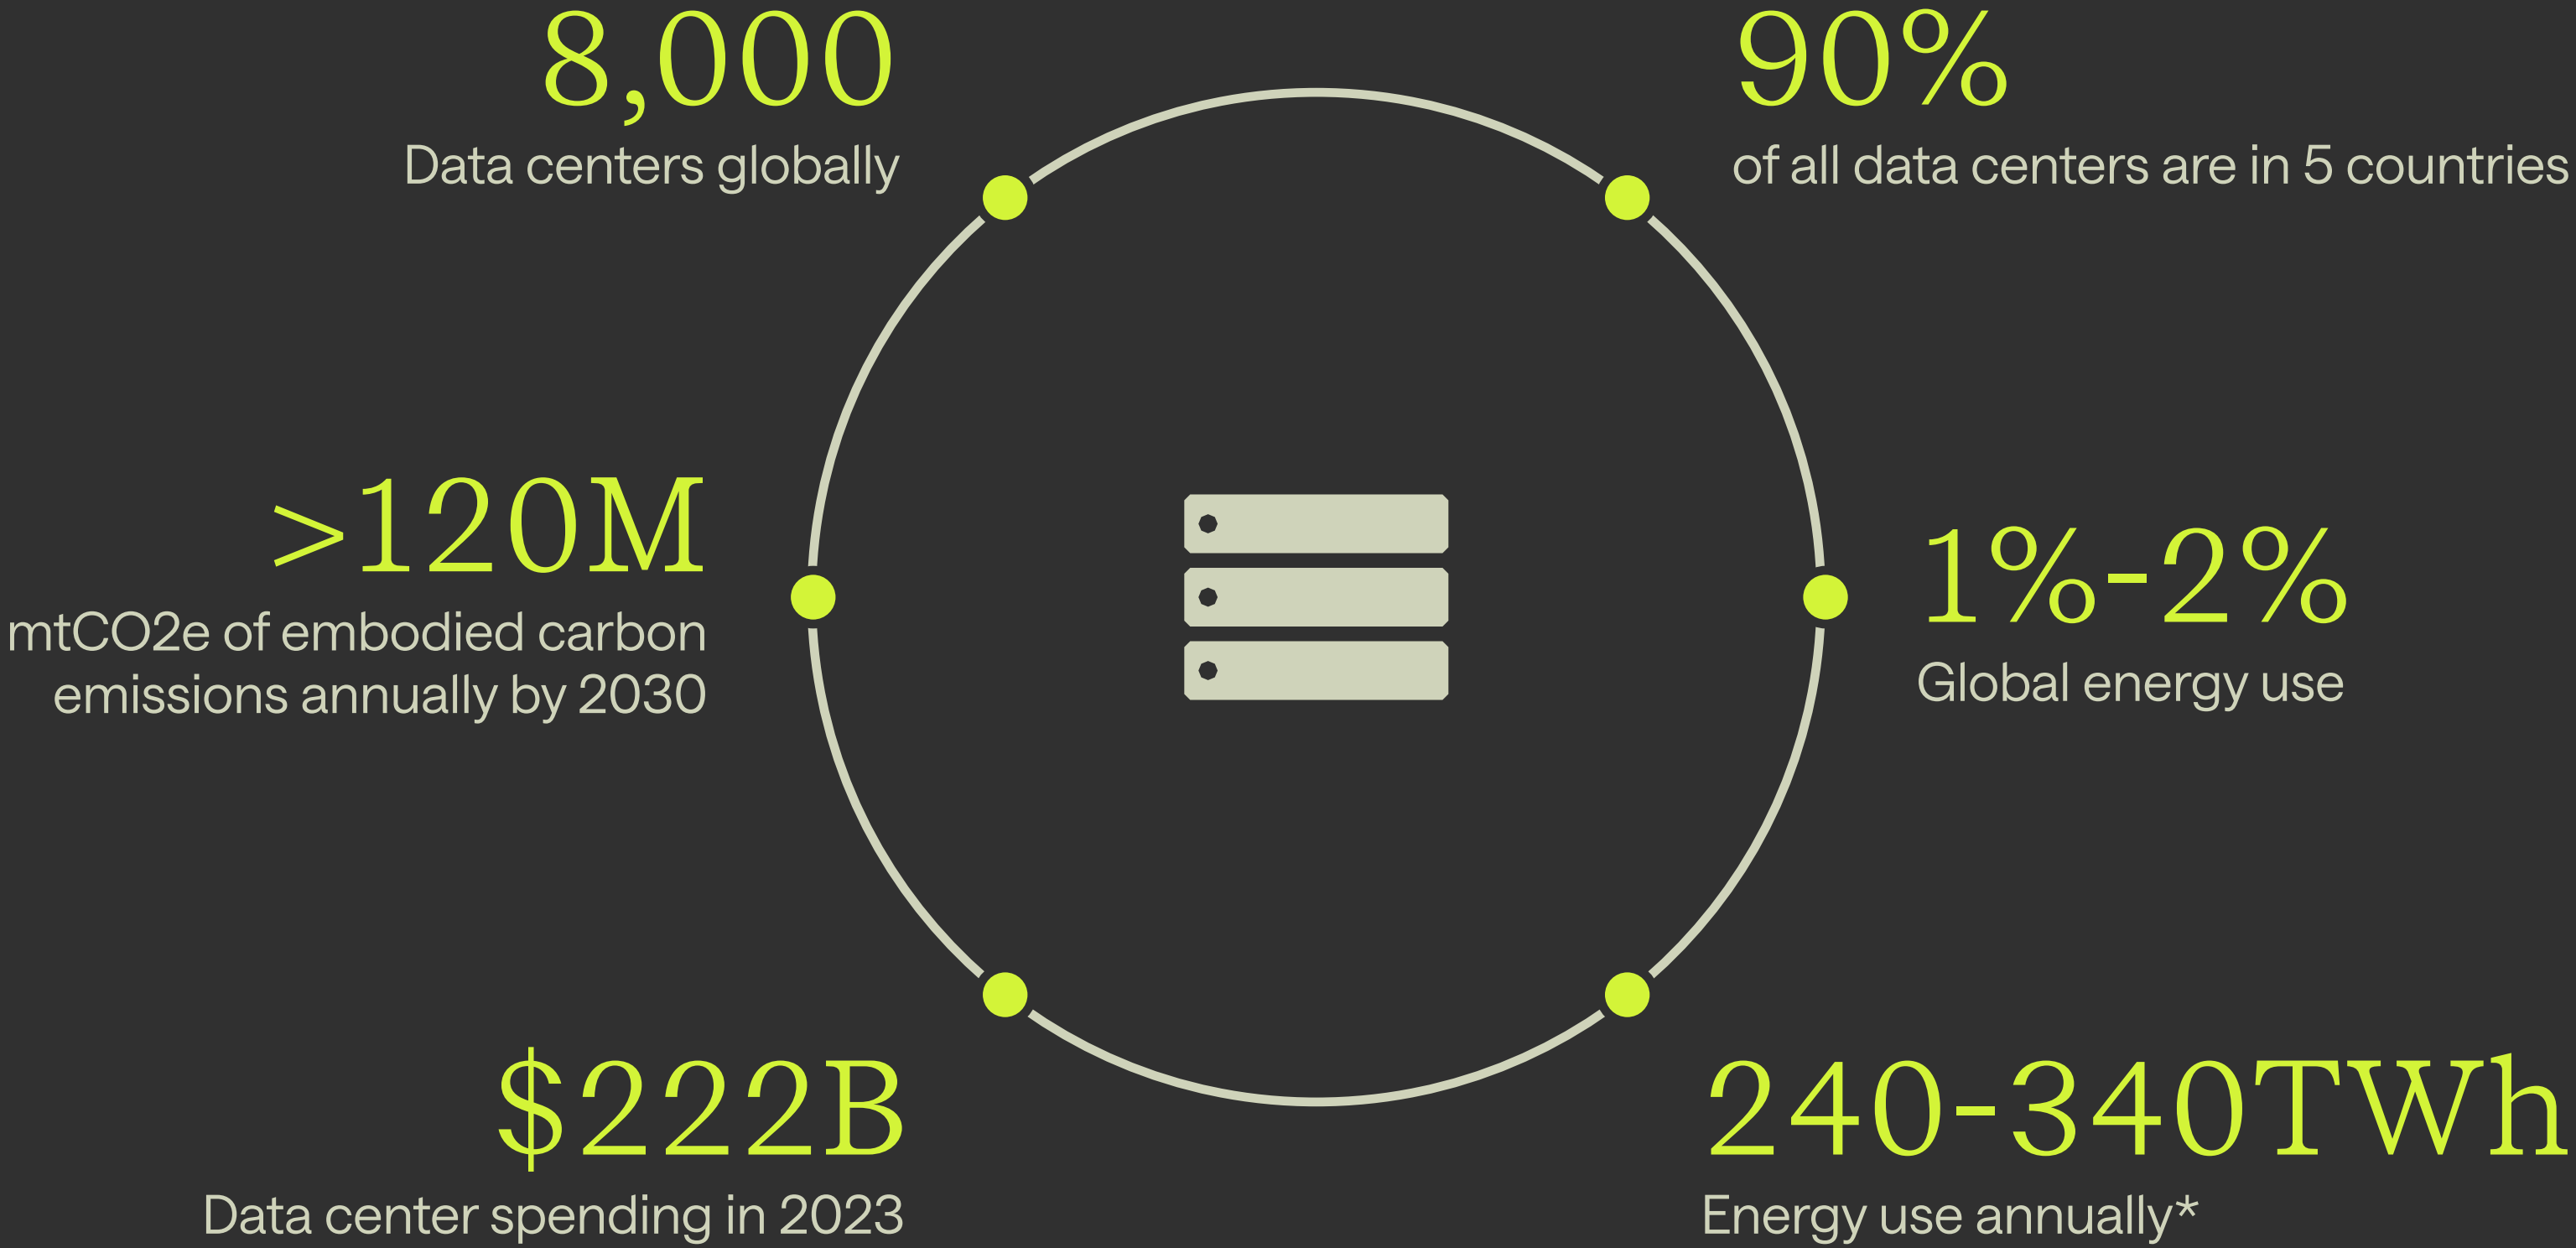 8,000
Data centers globally
90%
of all data centers are in 5 countries
>120M
mtCO2e of embodied carbon
emissions annually by 2030
1%-2%
Global energy use
$222B
Data center spending in 2023
240-340TWh
Energy use annually*